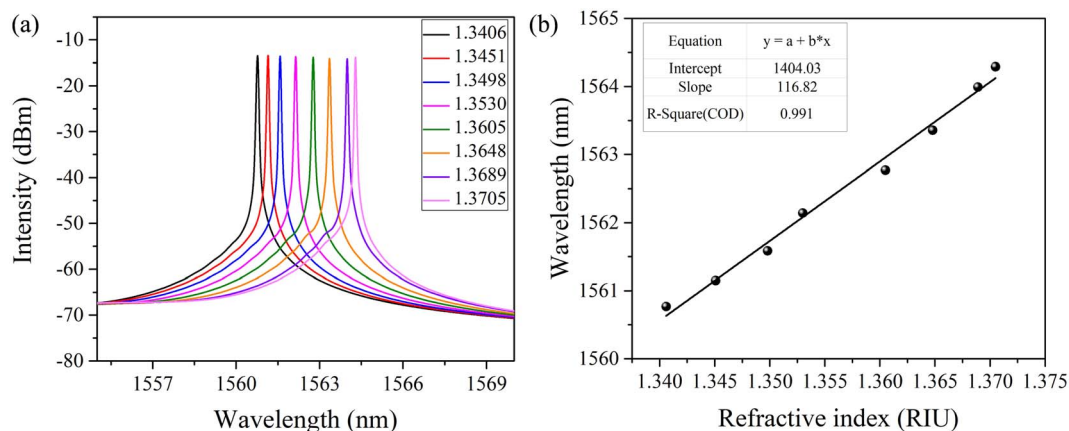 (a)
-10
-20
-30
-40
-50
-60
-70
-80
Intensity (dBm)
1557 1560 1563 1566 1569
Wavelength (nm)
1.3406
1.3451
1.3498
1.3530
1.3605
1.3648
1.3689
1.3705
(b)
1565
1564
1563
1562
1561
1560
Wavelength (nm)
Equation y = a + b*x
Intercept 1404.03
Slope 116.82
R-Square(COD) 0.991
1.340 1.345 1.350 1.355 1.360 1.365 1.370 1.375
Refractive index (RIU)